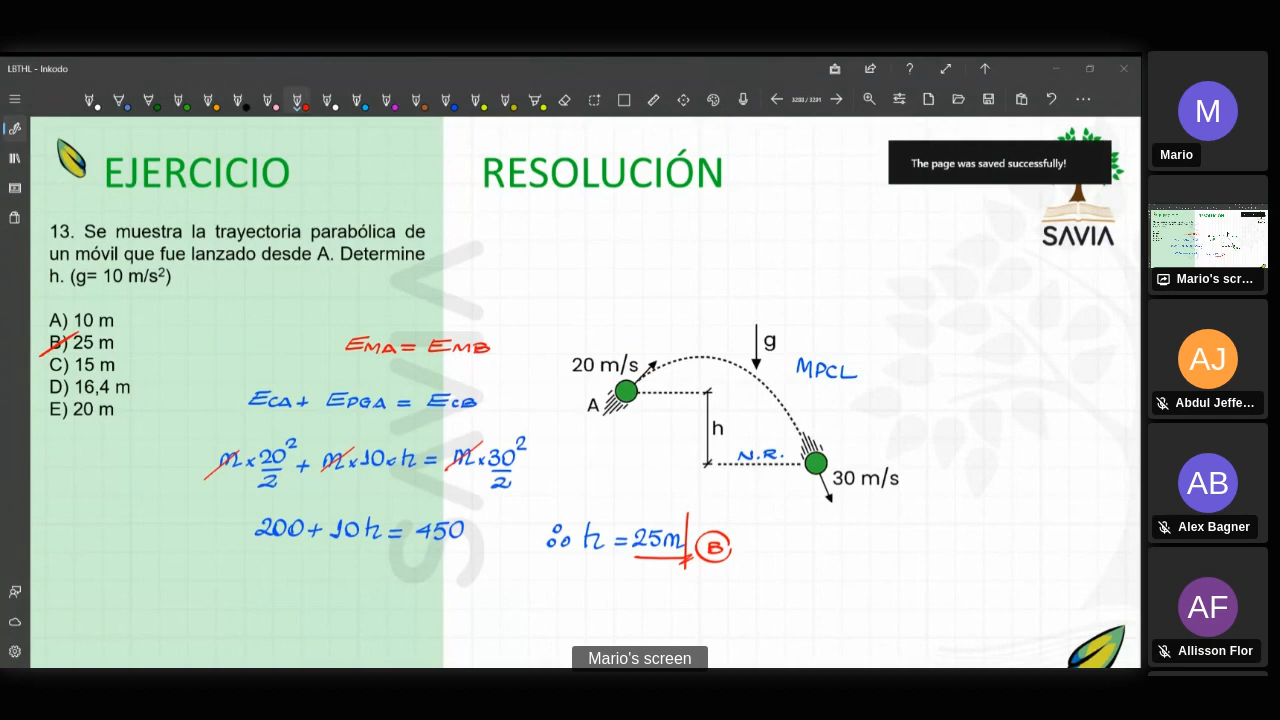 LBTHL - Inkodo
3200 / 3291
EJERCICIO
RESOLUCIÓN
The page was saved successfully!
SAVIA
13. Se muestra la trayectoria parabólica de
un móvil que fue lanzado desde A. Determine
h. (g= 10 m/s²)
A) 10 m
B) 25 m
C) 15 m
D) 16,4 m
E) 20 m
SAVIA
EMA = EMB
ECA + EPGA = ECB
m×20²/2 + m×10×h = m×30²/2
200 + 10h = 450
∴ h = 25m B
20 m/s
A
g
MPCL
h
N.R.
30 m/s
Mario's screen
M
Mario
Mario's scr...
AJ
Abdul Jeffe...
AB
Alex Bagner
AF
Allisson Flor